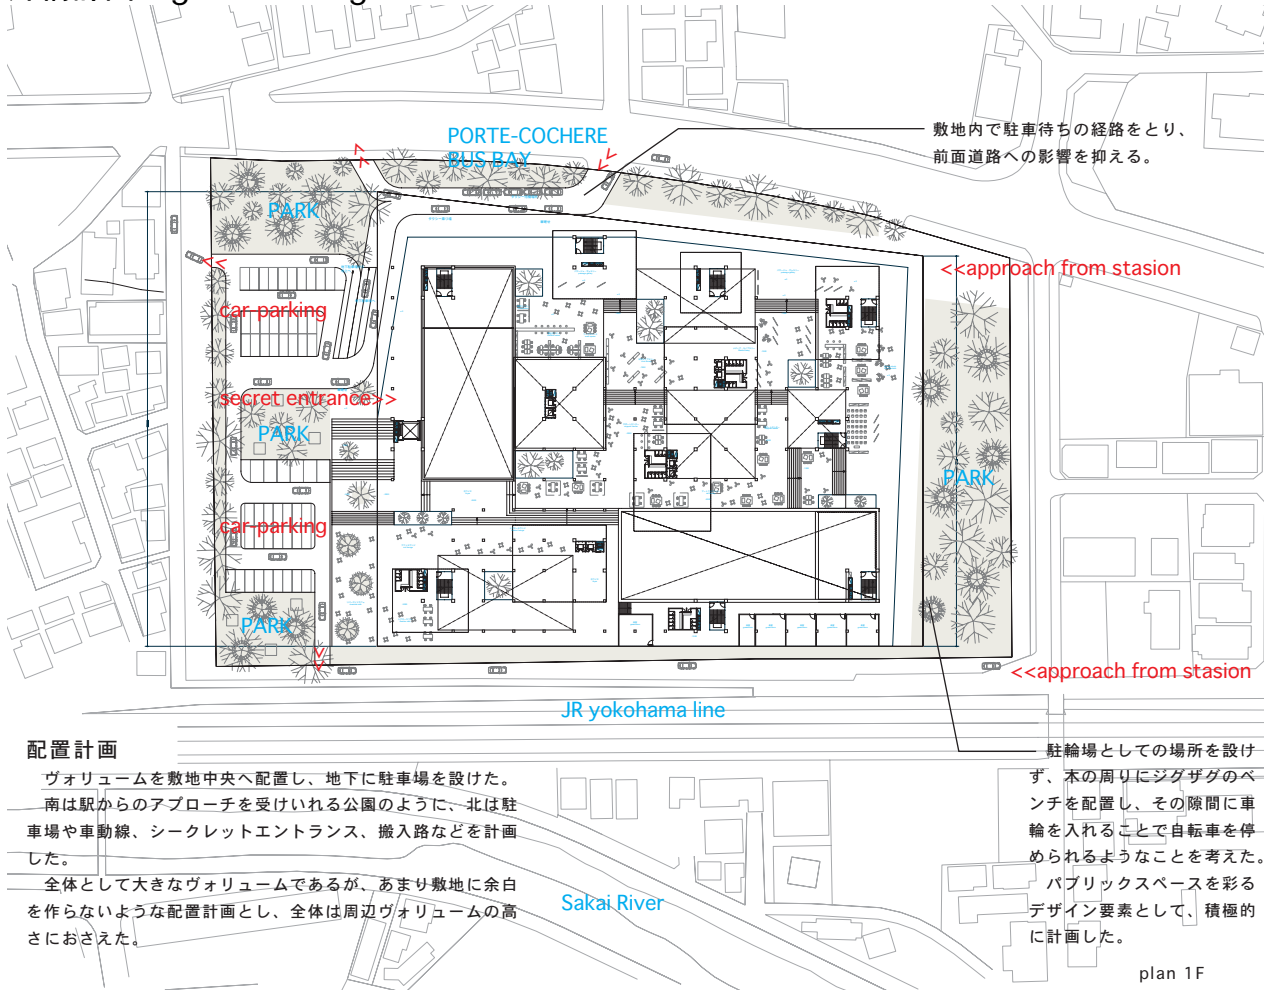 PORTE-COCHERE
BUS BAY
敷地内で駐車待ちの経路をとり、
前面道路への影響を抑える。
PARK
<<
<<
<<
<<approach from stasion
car-parking
secret entrance>>
PARK
PARK
car-parking
PARK
<<
<<approach from stasion
JR yokohama line
配置計画
ヴォリュームを敷地中央へ配置し、地下に駐車場を設けた。
南は駅からのアプローチを受けいれる公園のように、北は駐
車場や車動線、シークレットエントランス、搬入路などを計画
した。
全体として大きなヴォリュームであるが、あまり敷地に余白
を作らないような配置計画とし、全体は周辺ヴォリュームの高
さにおさえた。
Sakai River
駐輪場としての場所を設け
ず、木の周りにジグザグのベ
ンチを配置し、その隙間に車
輪を入れることで自転車を停
められるようなことを考えた。
パブリックスペースを彩る
デザイン要素として、積極的
に計画した。
plan 1F